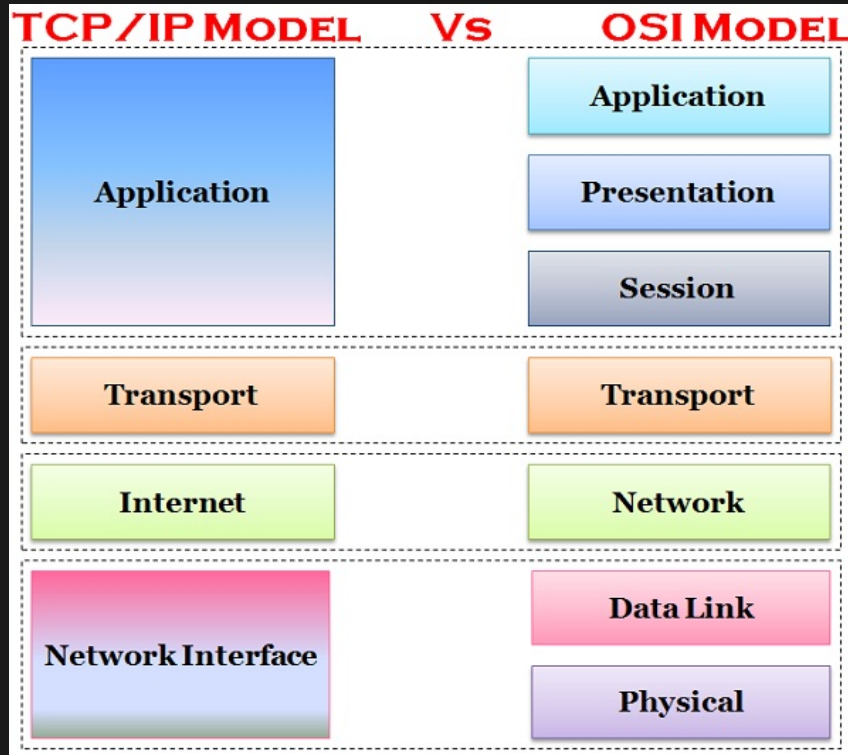 TCP/IP MODEL Vs OSI MODEL
Application
Application
Presentation
Session
Transport
Transport
Internet
Network
Network Interface
Data Link
Physical